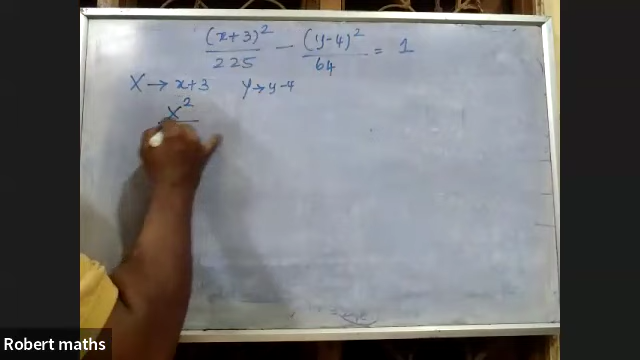 (x+3)²/225 − (y-4)²/64 = 1
X → x+3 Y → y-4
X²
Robert maths